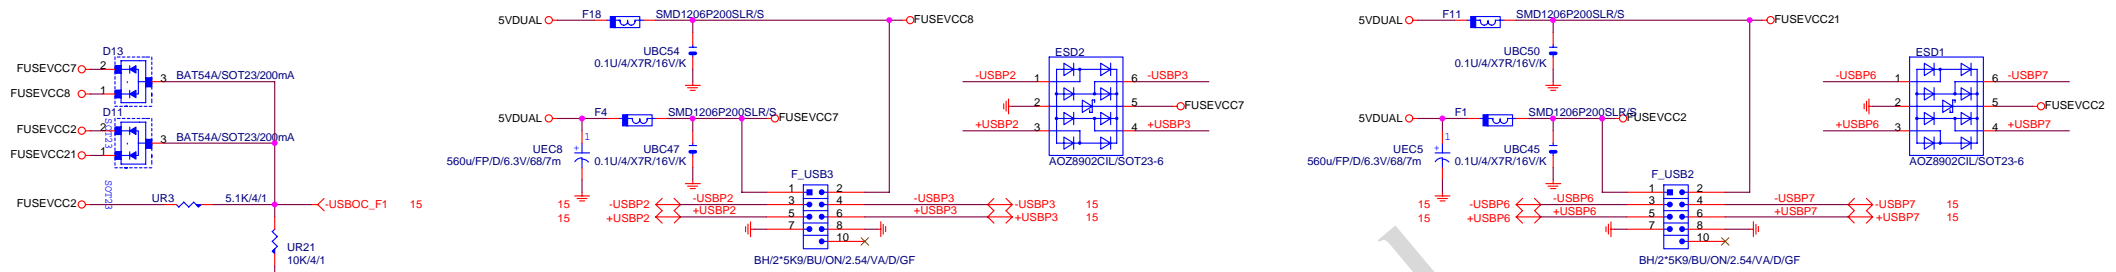 D13
FUSEVCC7 2
3 BAT54A/SOT23/200mA
FUSEVCC8 1
D11
FUSEVCC2 2
SOT23
3 BAT54A/SOT23/200mA
FUSEVCC21 1
SOT23
FUSEVCC2 UR3 5.1K/4/1 -USBOC_F1 15
UR21
10K/4/1
5VDUAL F18 SMD1206P200SLR/S FUSEVCC8
UBC54
0.1U/4/X7R/16V/K
5VDUAL F4 SMD1206P200SLR/S FUSEVCC7
1
+
UEC8
560u/FP/D/6.3V/68/7m
UBC47
0.1U/4/X7R/16V/K
F_USB3
1 2
15 -USBP2 -USBP2 3 4 -USBP3 -USBP3 15
15 +USBP2 +USBP2 5 6 +USBP3 +USBP3 15
7 8
10
BH/2*5K9/BU/ON/2.54/VA/D/GF
ESD2
-USBP2 1 6 -USBP3
2 5 FUSEVCC7
+USBP2 3 4 +USBP3
AOZ8902CIL/SOT23-6
5VDUAL F11 SMD1206P200SLR/S FUSEVCC21
UBC50
0.1U/4/X7R/16V/K
5VDUAL F1 SMD1206P200SLR/S FUSEVCC2
1
+
UEC5
560u/FP/D/6.3V/68/7m
UBC45
0.1U/4/X7R/16V/K
F_USB2
1 2
15 -USBP6 -USBP6 3 4 -USBP7 -USBP7 15
15 +USBP6 +USBP6 5 6 +USBP7 +USBP7 15
7 8
10
BH/2*5K9/BU/ON/2.54/VA/D/GF
ESD1
-USBP6 1 6 -USBP7
2 5 FUSEVCC2
+USBP6 3 4 +USBP7
AOZ8902CIL/SOT23-6